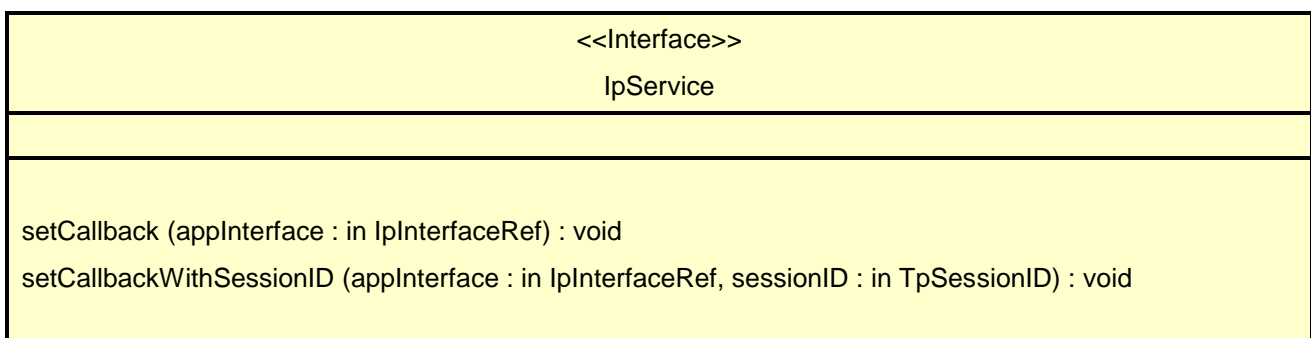 <<Interface>>
IpService
setCallback (appInterface : in IpInterfaceRef) : void
setCallbackWithSessionID (appInterface : in IpInterfaceRef, sessionID : in TpSessionID) : void